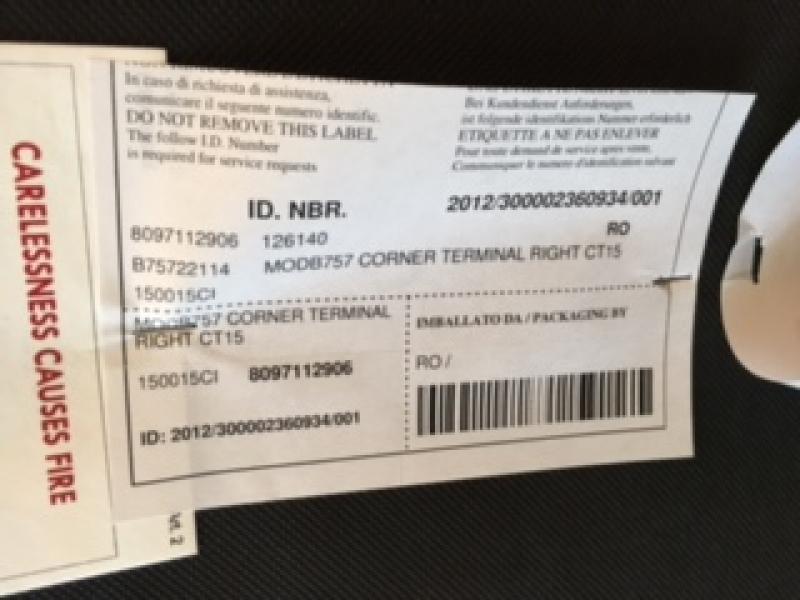 In caso di richiesta di assistenza,
comunicare il seguente numero identific.
DO NOT REMOVE THIS LABEL
The follow I.D. Number
is required for service requests
Bei Kundendienst Anforderungen,
ist folgende identifikations Nummer erforderlich
ETIQUETTE A NE PAS ENLEVER
Pour toute demande de service apres vente,
Communiquer le numero d'identification suivant
ID. NBR.
2012/300002360934/001
8097112906 126140
RO
B75722114 MODB757 CORNER TERMINAL RIGHT CT15
150015CI
MODB757 CORNER TERMINAL
RIGHT CT15
150015CI 8097112906
ID: 2012/300002360934/001
IMBALLATO DA / PACKAGING BY
RO /
CARELESSNESS CAUSES FIRE
2